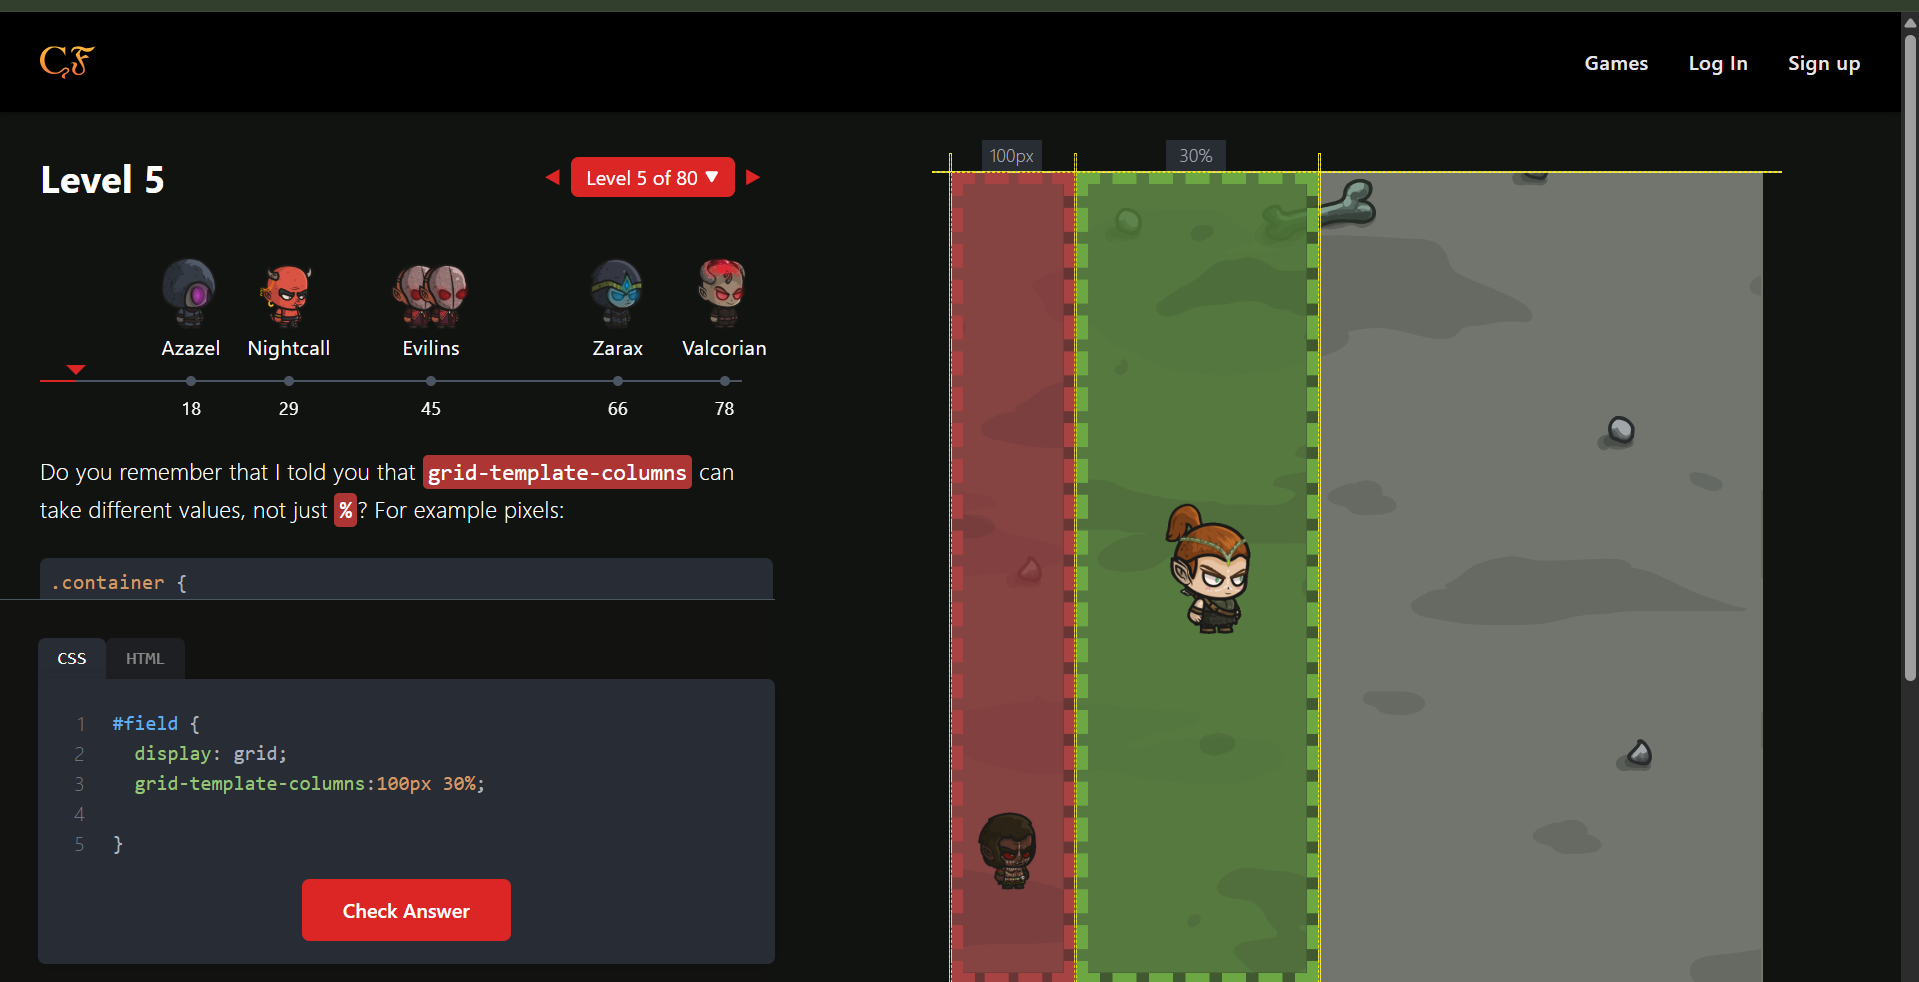 CF
Games Log In Sign up
Level 5
◀ Level 5 of 80 ▼ ▶
100px 30%
Azazel Nightcall Evilins Zarax Valcorian
18 29 45 66 78
Do you remember that I told you that grid-template-columns can
take different values, not just %? For example pixels:
.container {
CSS HTML
1 #field {
2 display: grid;
3 grid-template-columns:100px 30%;
4
5 }
Check Answer